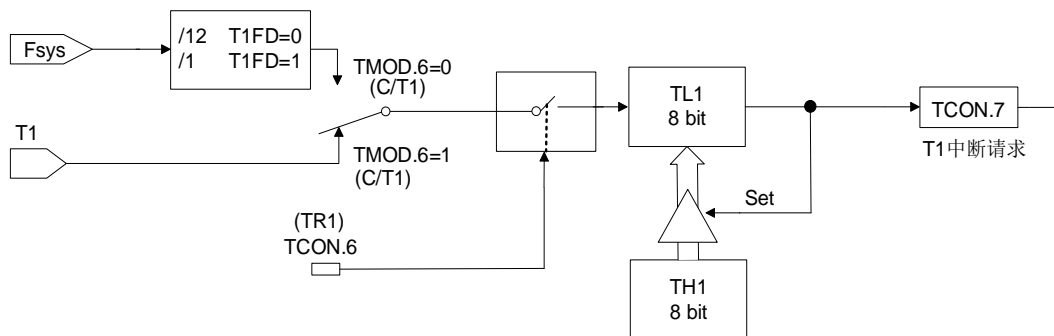 Fsys
/12 T1FD=0
/1 T1FD=1
TMOD.6=0
(C/T1)
T1
TMOD.6=1
(C/T1)
(TR1)
TCON.6
TL1
8 bit
TCON.7
T1中断请求
Set
TH1
8 bit